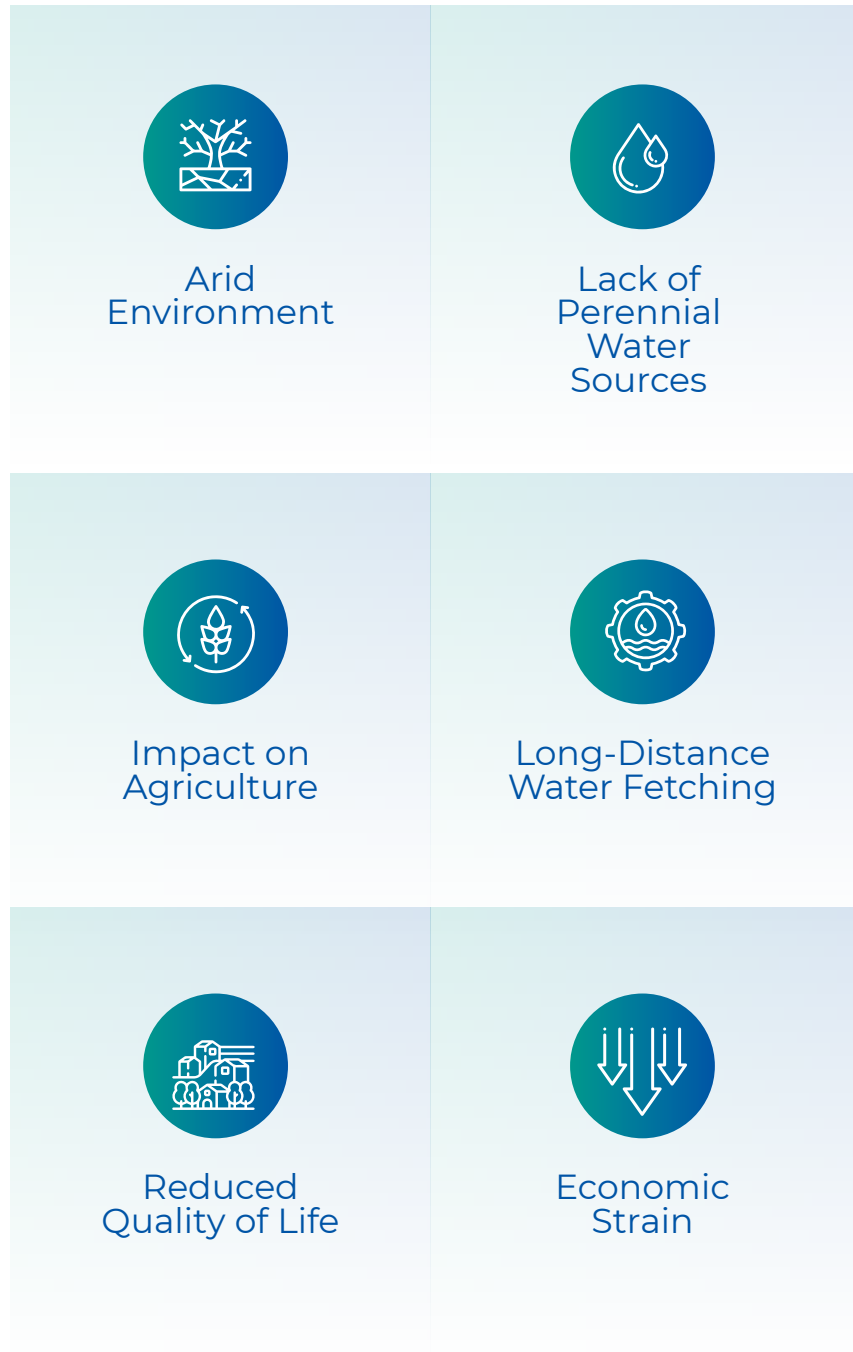 Arid
Environment
Lack of
Perennial
Water
Sources
Impact on
Agriculture
Long-Distance
Water Fetching
Reduced
Quality of Life
Economic
Strain